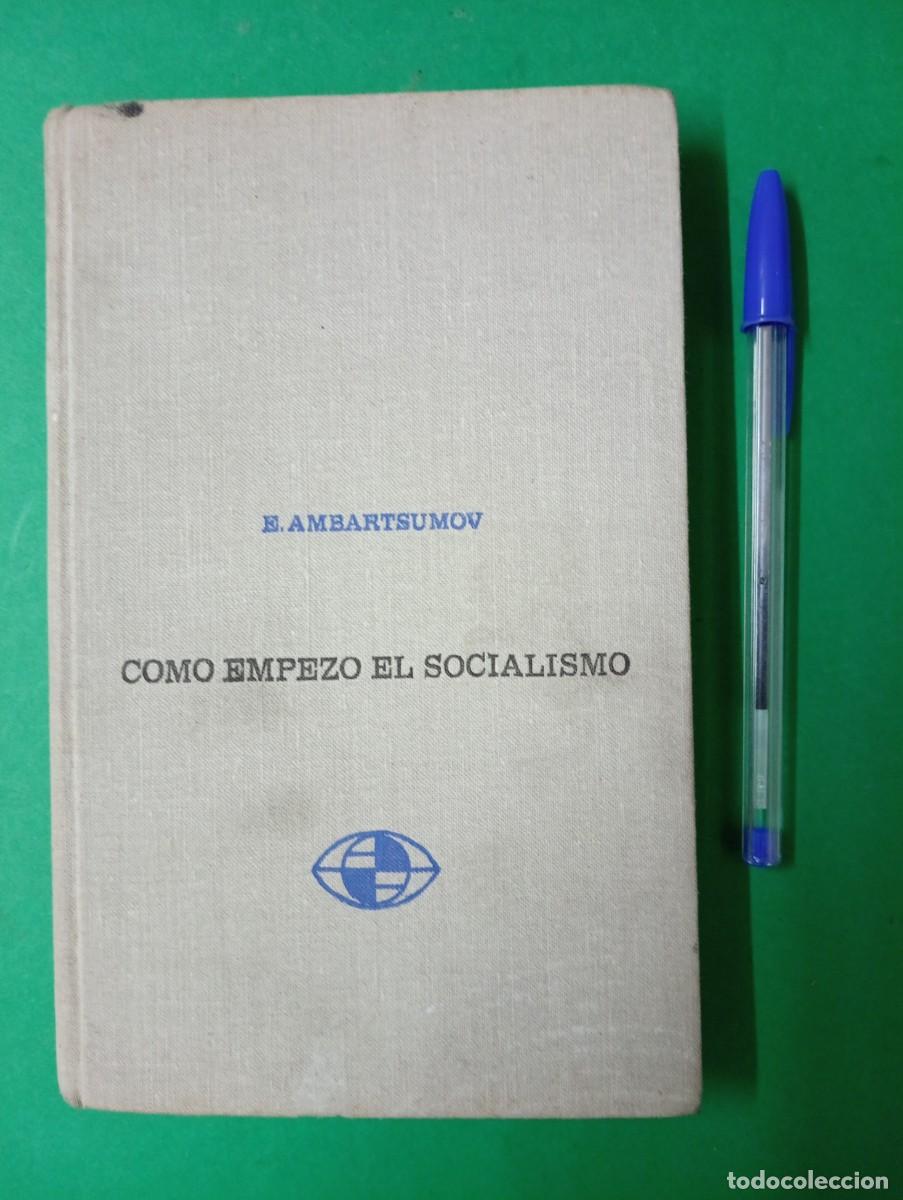 E. AMBARTSUMOV
COMO EMPEZO EL SOCIALISMO
todocoleccion